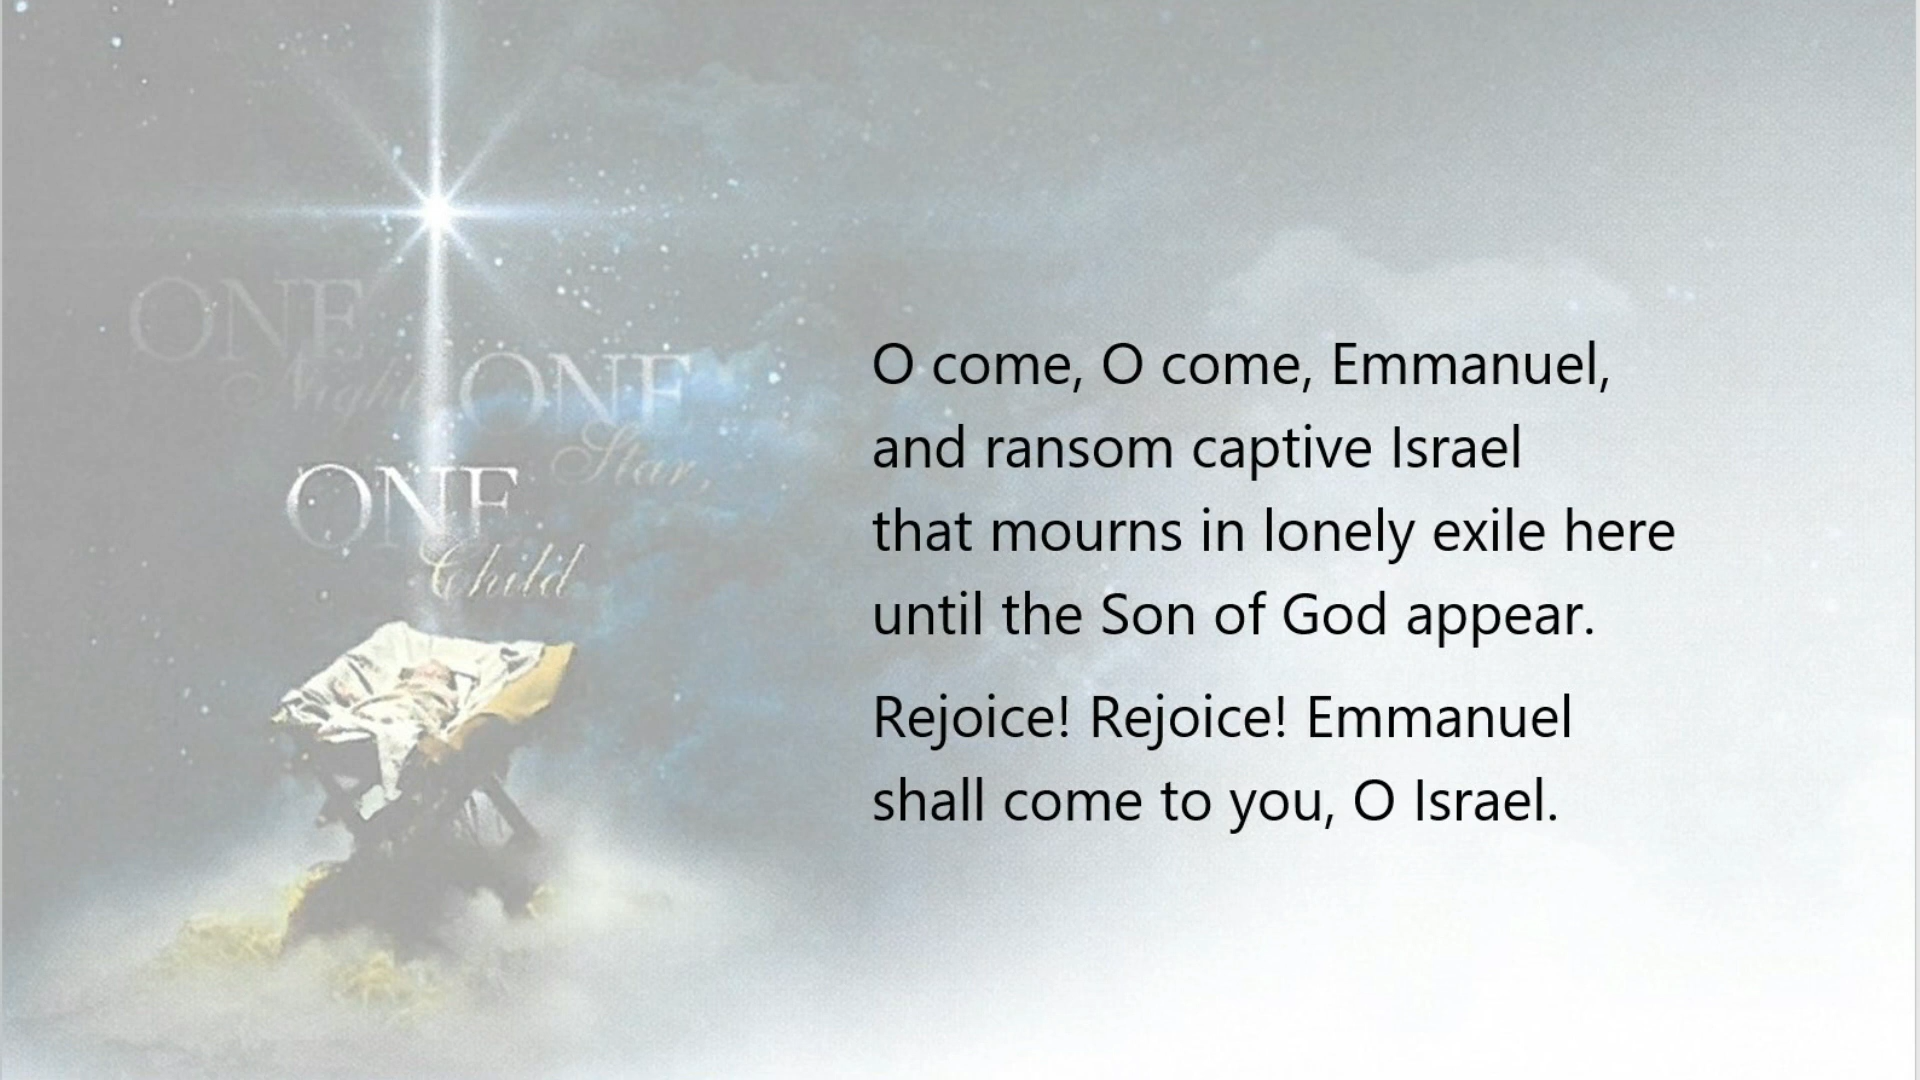 ONE
Night
ONE
Star,
ONE
Child
O come, O come, Emmanuel,
and ransom captive Israel
that mourns in lonely exile here
until the Son of God appear.
Rejoice! Rejoice! Emmanuel
shall come to you, O Israel.